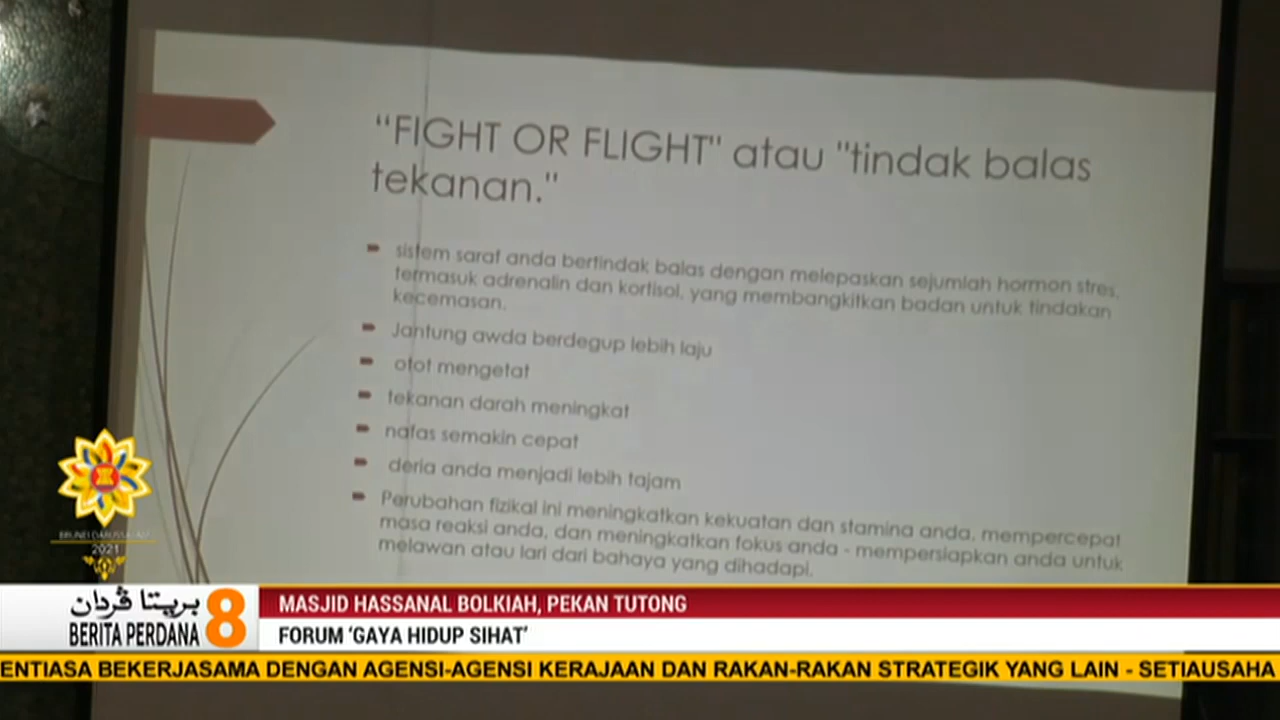 “FIGHT OR FLIGHT" atau "tindak balas
tekanan."
sistem saraf anda bertindak balas dengan melepaskan sejumlah hormon stres,
termasuk adrenalin dan kortisol, yang membangkitkan badan untuk tindakan
kecemasan.
Jantung awda berdegup lebih laju
otot mengetat
tekanan darah meningkat
nafas semakin cepat
deria anda menjadi lebih tajam
Perubahan fizikal ini meningkatkan kekuatan dan stamina anda, mempercepat
masa reaksi anda, dan meningkatkan fokus anda - mempersiapkan anda untuk
melawan atau lari dari bahaya yang dihadapi.
BRUNEI DARUSSALAM
2021
بريتا ڤردان
BERITA PERDANA 8
MASJID HASSANAL BOLKIAH, PEKAN TUTONG
FORUM ‘GAYA HIDUP SIHAT’
ENTIASA BEKERJASAMA DENGAN AGENSI-AGENSI KERAJAAN DAN RAKAN-RAKAN STRATEGIK YANG LAIN - SETIAUSAHA